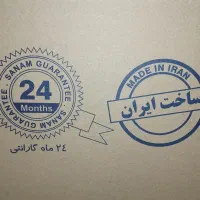 SANAM GUARANTEE
24
Months
SANAM GUARANTEE
۲۴ ماه گارانتی
MADE IN IRAN
ساخت ایران